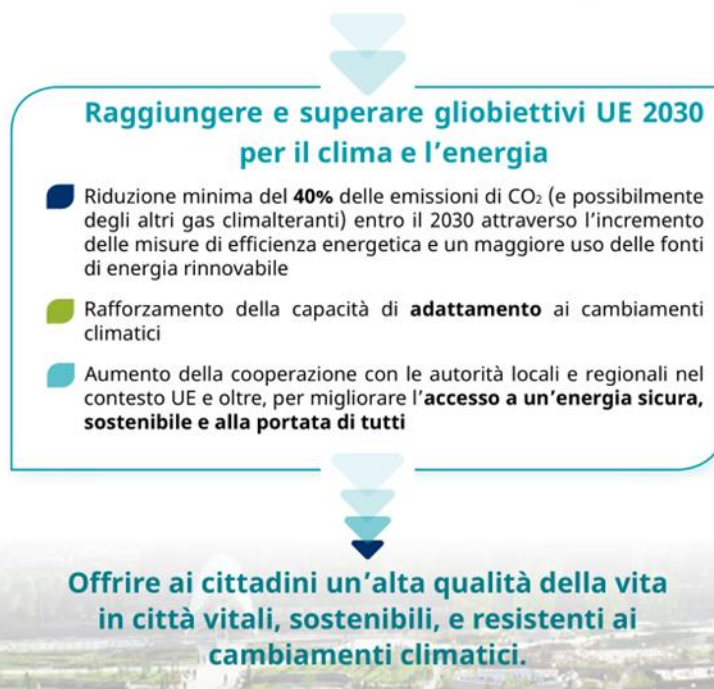 Raggiungere e superare gliobiettivi UE 2030
per il clima e l’energia
Riduzione minima del 40% delle emissioni di CO₂ (e possibilmente
degli altri gas climalteranti) entro il 2030 attraverso l’incremento
delle misure di efficienza energetica e un maggiore uso delle fonti
di energia rinnovabile
Rafforzamento della capacità di adattamento ai cambiamenti
climatici
Aumento della cooperazione con le autorità locali e regionali nel
contesto UE e oltre, per migliorare l’accesso a un’energia sicura,
sostenibile e alla portata di tutti
Offrire ai cittadini un’alta qualità della vita
in città vitali, sostenibili, e resistenti ai
cambiamenti climatici.